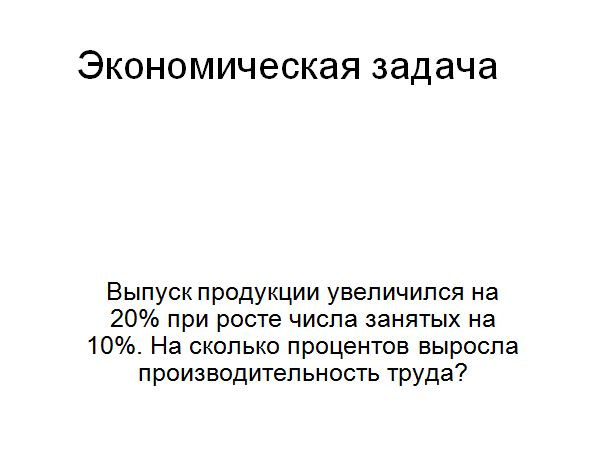 Экономическая задача
Выпуск продукции увеличился на
20% при росте числа занятых на
10%. На сколько процентов выросла
производительность труда?